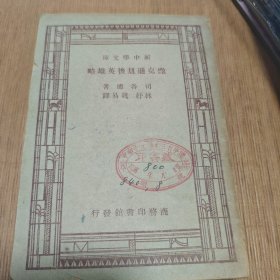 庫文學中新
略雄英後劫遜克撒
著 德各司
譯易魏 紓林
800
行發館書印務商